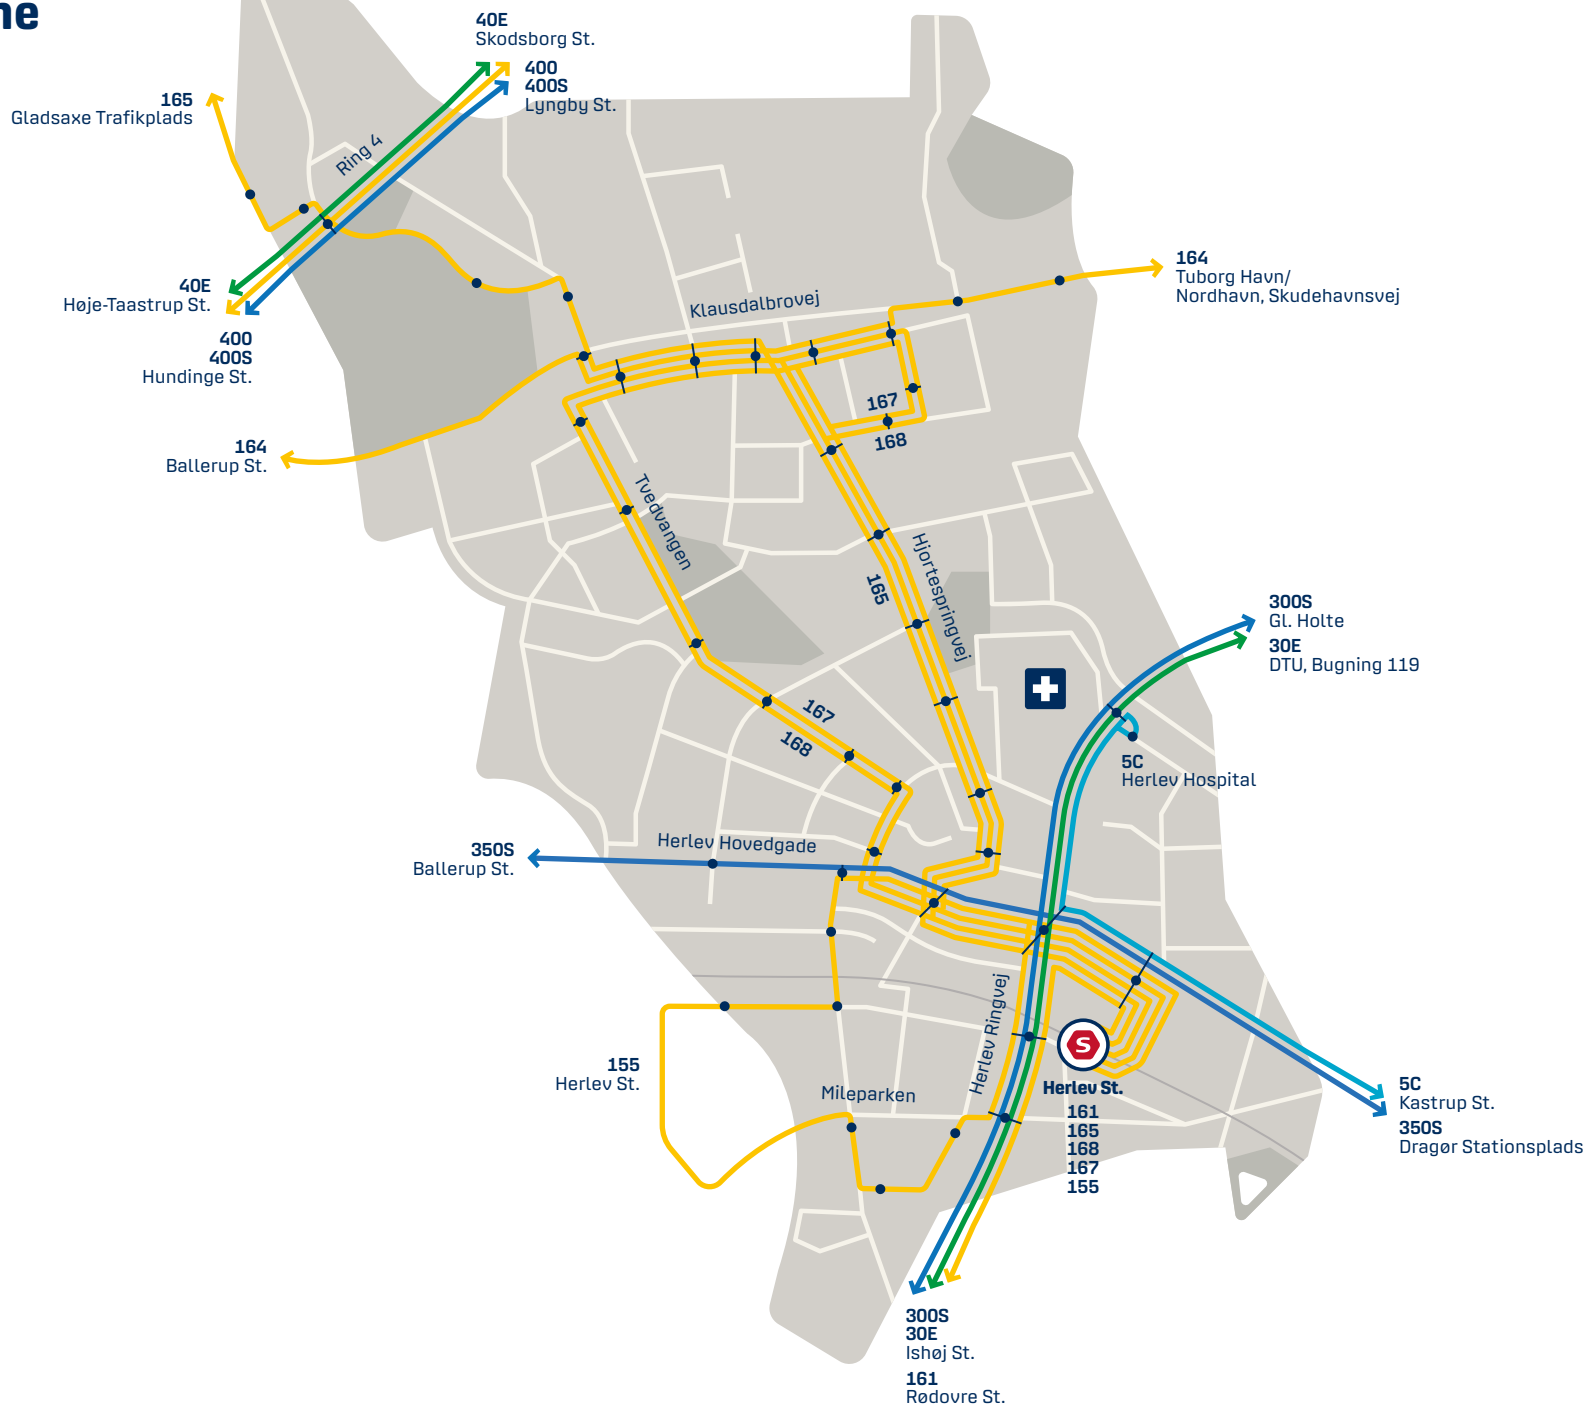 ne
40E
Skodsborg St.
400
400S
Lyngby St.
165
Gladsaxe Trafikplads
Ring 4
40E
Høje-Taastrup St.
400
400S
Hundinge St.
164
Tuborg Havn/
Nordhavn, Skudehavnsvej
Klausdalbrovej
167
168
164
Ballerup St.
Tvedvangen
Hjortespringvej
165
300S
Gl. Holte
30E
DTU, Bugning 119
167
168
5C
Herlev Hospital
Herlev Hovedgade
350S
Ballerup St.
Herlev Ringvej
S
Herlev St.
161
165
168
167
155
155
Herlev St.
Mileparken
5C
Kastrup St.
350S
Dragør Stationsplads
300S
30E
Ishøj St.
161
Rødovre St.